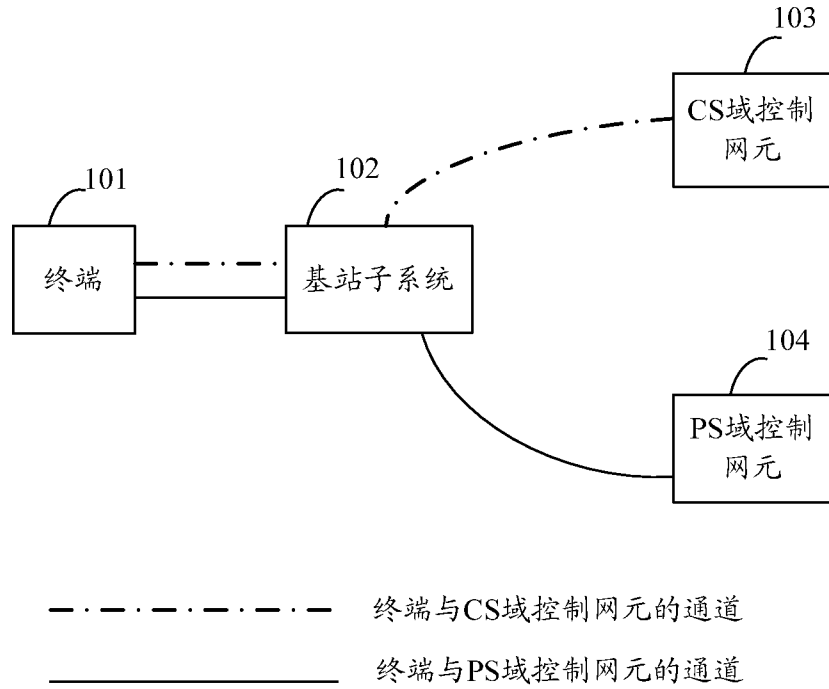 103
CS域控制
网元
101
102
终端
基站子系统
104
PS域控制
网元
终端与CS域控制网元的通道
终端与PS域控制网元的通道